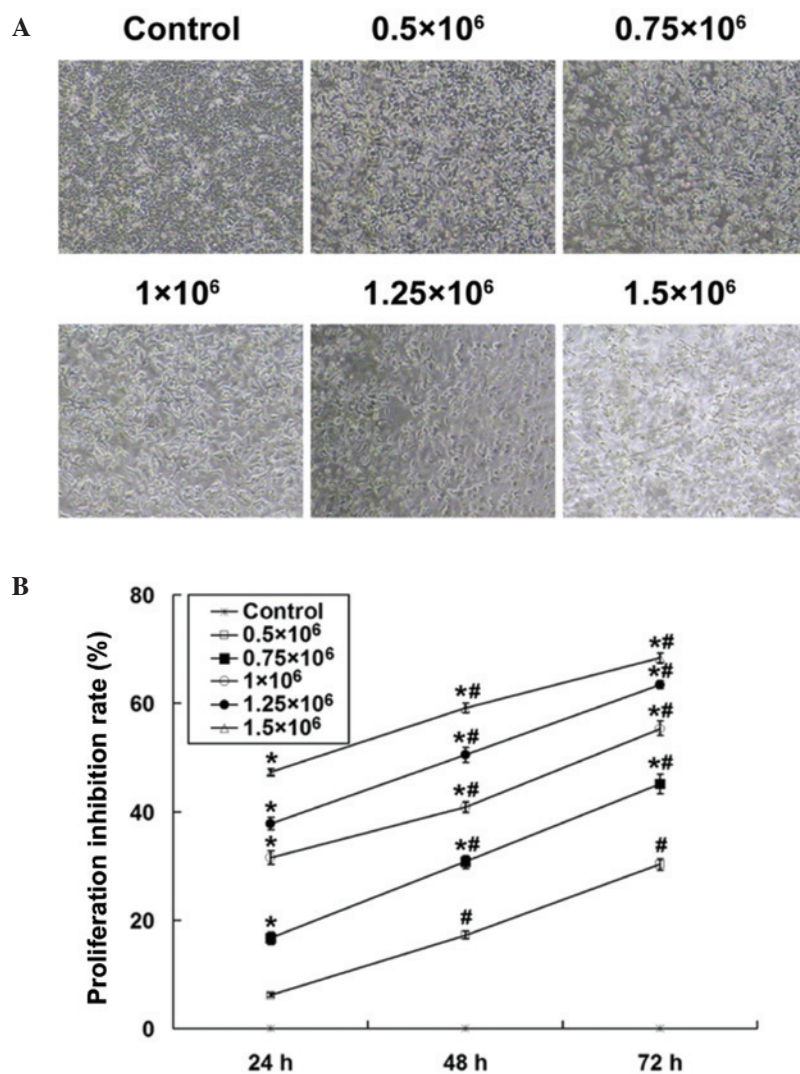 A
Control 0.5×10⁶ 0.75×10⁶
1×10⁶ 1.25×10⁶ 1.5×10⁶
B
Proliferation inhibition rate (%)
80
60
40
20
0
Control
0.5×10⁶
0.75×10⁶
1×10⁶
1.25×10⁶
1.5×10⁶
* *# *#
* *# *#
* *# *#
* *# *#
# #
24 h 48 h 72 h